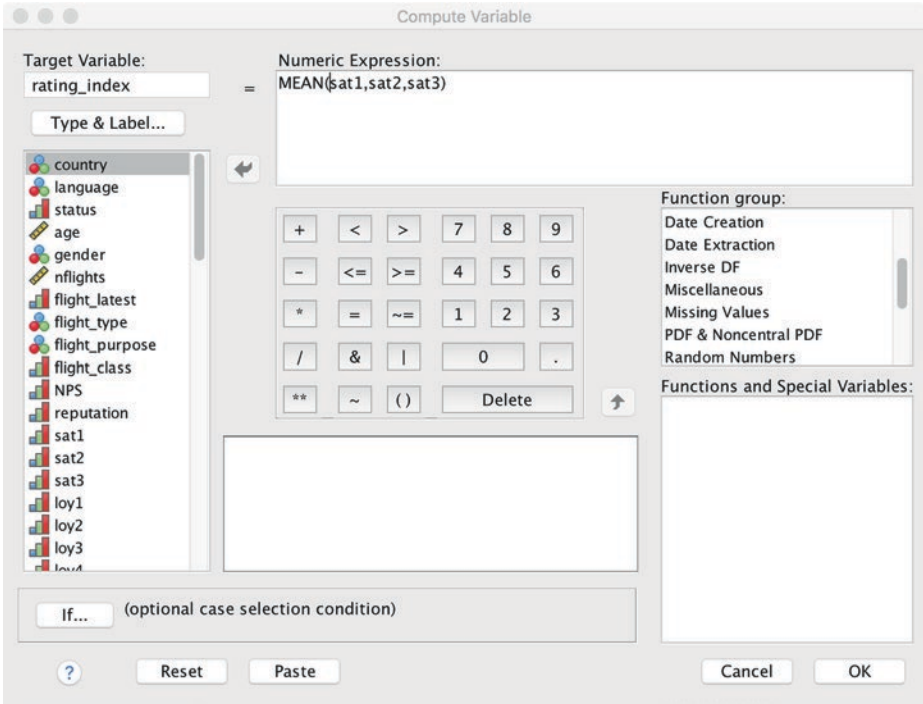 Compute Variable
Target Variable:
rating_index
=
Numeric Expression:
MEAN(sat1,sat2,sat3)
Type & Label...
country
language
status
age
gender
nflights
flight_latest
flight_type
flight_purpose
flight_class
NPS
reputation
sat1
sat2
sat3
loy1
loy2
loy3
loy4
+ < > 7 8 9
- <= >= 4 5 6
* = ~= 1 2 3
/ & | 0 .
** ~ () Delete
Function group:
Date Creation
Date Extraction
Inverse DF
Miscellaneous
Missing Values
PDF & Noncentral PDF
Random Numbers
Functions and Special Variables:
If... (optional case selection condition)
? Reset Paste Cancel OK